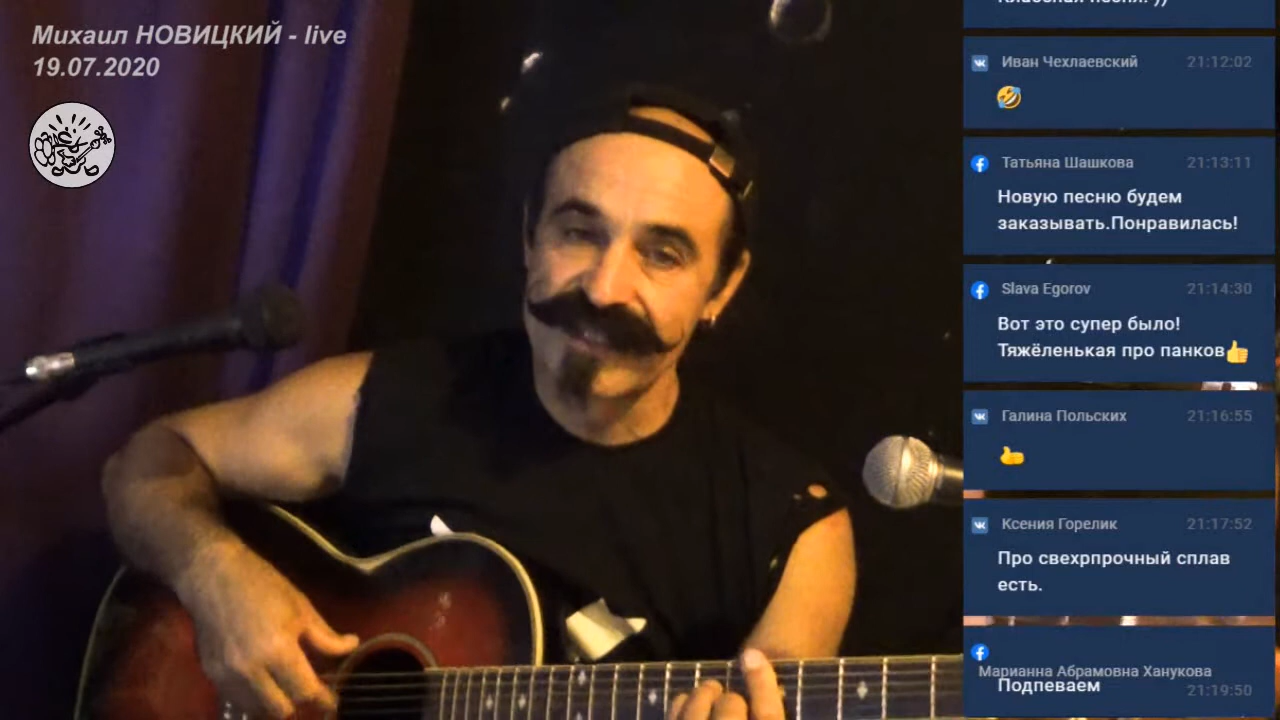 Михаил НОВИЦКИЙ - live
19.07.2020
Классная песня! ))
Иван Чехлаевский 21:12:02
Татьяна Шашкова 21:13:11
Новую песню будем
заказывать.Понравилась!
Slava Egorov 21:14:30
Вот это супер было!
Тяжёленькая про панков
Галина Польских 21:16:55
Ксения Горелик 21:17:52
Про свехрпрочный сплав
есть.
Марианна Абрамовна Ханукова
Подпеваем 21:19:50